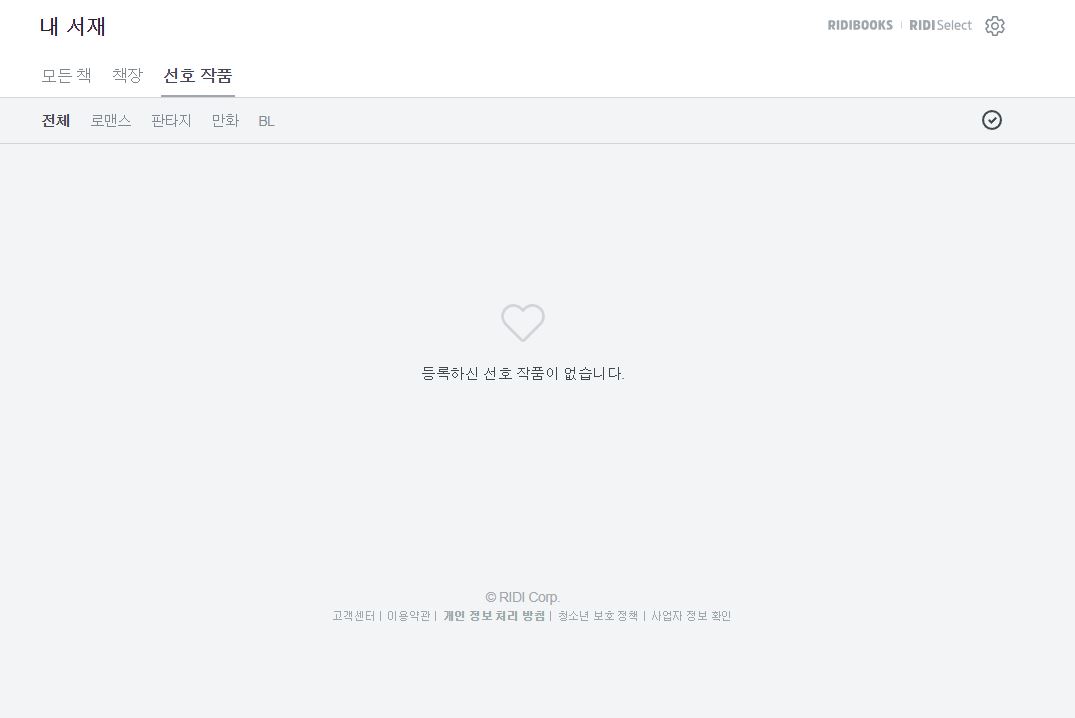 내 서재
RIDIBOOKS RIDI Select
모든 책 책장 선호 작품
전체 로맨스 판타지 만화 BL
등록하신 선호 작품이 없습니다.
© RIDI Corp.
고객센터 | 이용약관 | 개인 정보 처리 방침 | 청소년 보호 정책 | 사업자 정보 확인